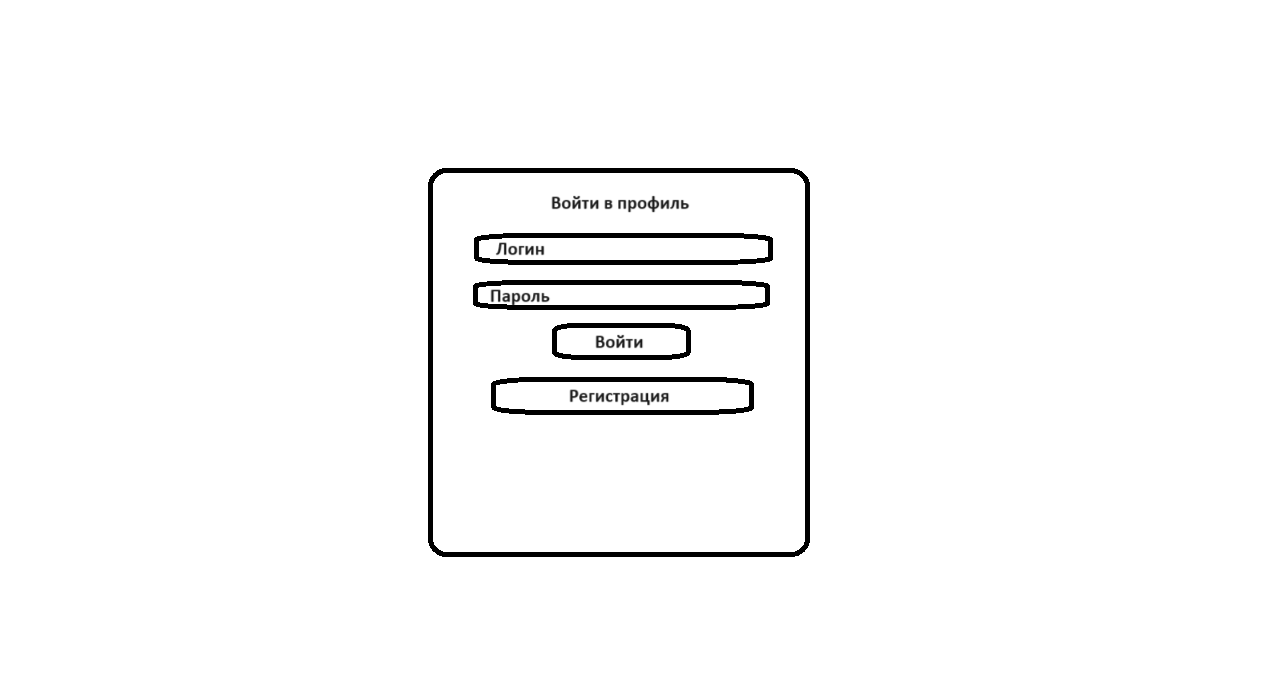 Войти в профиль
Логин
Пароль
Войти
Регистрация